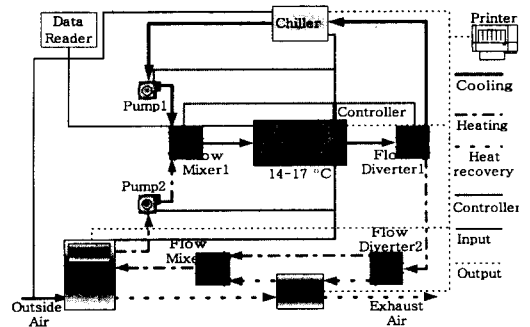 Data
Reader
Chiller
Printer
Pump1
Cooling
Controller
Heating
Mixer1
14-17 °C
Flow
Diverter1
Heat
recovery
Pump2
Controller
Flow
Mixe
Flow
Diverter2
Input
Output
Outside
Air
Exhaust
Air